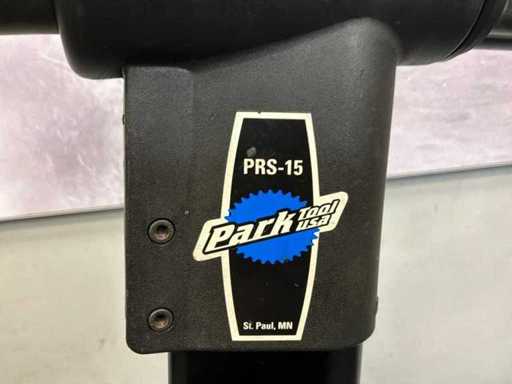 PRS-15
Park Tool
USA
St. Paul, MN